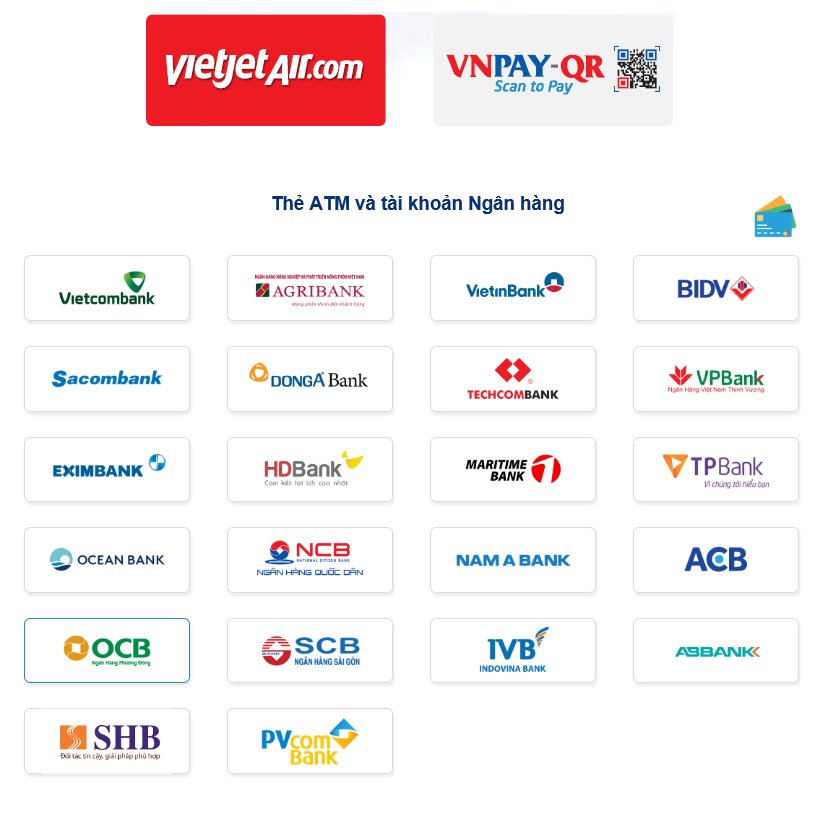 vietjetAir.com
VNPAY-QR
Scan to Pay
Thẻ ATM và tài khoản Ngân hàng
Vietcombank
NGÂN HÀNG NÔNG NGHIỆP VÀ PHÁT TRIỂN NÔNG THÔN VIỆT NAM
AGRIBANK
Mang phồn thịnh đến khách hàng
VietinBank
BIDV
Sacombank
DONGA Bank
TECHCOMBANK
VPBank
Ngân Hàng Việt Nam Thịnh Vượng
EXIMBANK
HDBank
Cam kết lợi ích cao nhất
MARITIME
BANK
TPBank
Vì chúng tôi hiểu bạn
OCEAN BANK
NCB
NATIONAL CITIZEN BANK
NGÂN HÀNG QUỐC DÂN
NAM A BANK
ACB
OCB
Ngân Hàng Phương Đông
BANK
SCB
NGÂN HÀNG SÀI GÒN
IVB
INDOVINA BANK
ABBANK
SHB
Đối tác tin cậy, giải pháp phù hợp
PVcom
Bank